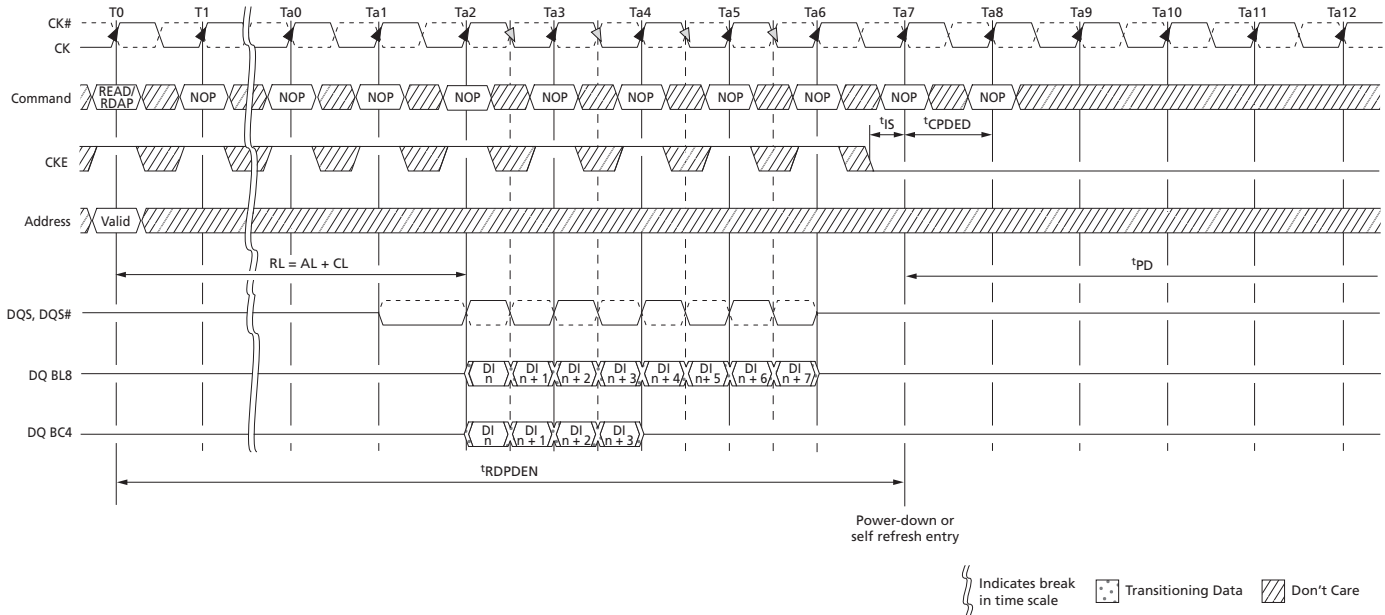 T0 T1 Ta0 Ta1 Ta2 Ta3 Ta4 Ta5 Ta6 Ta7 Ta8 Ta9 Ta10 Ta11 Ta12
CK#
CK
Command READ/ RDAP NOP NOP NOP NOP NOP NOP NOP NOP NOP NOP
tIS tCPDED
CKE
Address Valid
RL = AL + CL tPD
DQS, DQS#
DQ BL8 DI n DI n + 1 DI n + 2 DI n + 3 DI n + 4 DI n + 5 DI n + 6 DI n + 7
DQ BC4 DI n DI n + 1 DI n + 2 DI n + 3
tRDPDEN
Power-down or
self refresh entry
Indicates break
in time scale
Transitioning Data
Don't Care